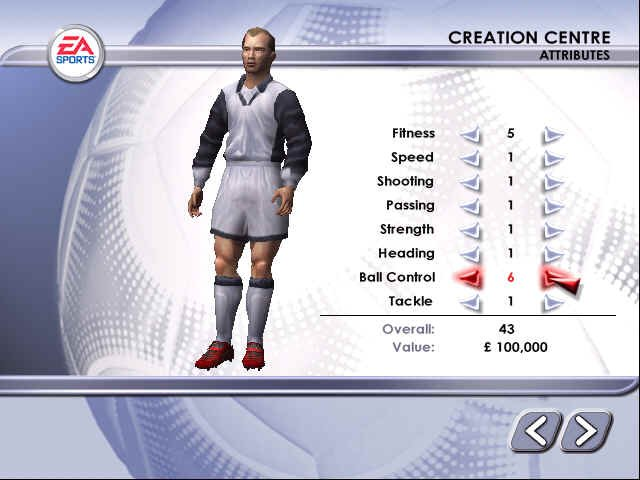 EA
SPORTS
CREATION CENTRE
ATTRIBUTES
Fitness 5
Speed 1
Shooting 1
Passing 1
Strength 1
Heading 1
Ball Control 6
Tackle 1
Overall: 43
Value: £ 100,000